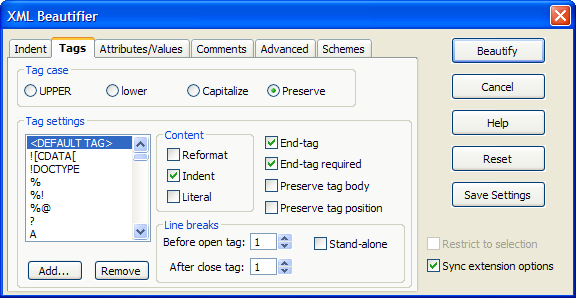 XML Beautifier
Indent Tags Attributes/Values Comments Advanced Schemes
Tag case
UPPER lower Capitalize Preserve
Tag settings
<DEFAULT TAG>
![CDATA[
!DOCTYPE
%
%!
%@
?
A
Add... Remove
Content
Reformat
Indent
Literal
End-tag
End-tag required
Preserve tag body
Preserve tag position
Line breaks
Before open tag: 1 Stand-alone
After close tag: 1
Beautify
Cancel
Help
Reset
Save Settings
Restrict to selection
Sync extension options